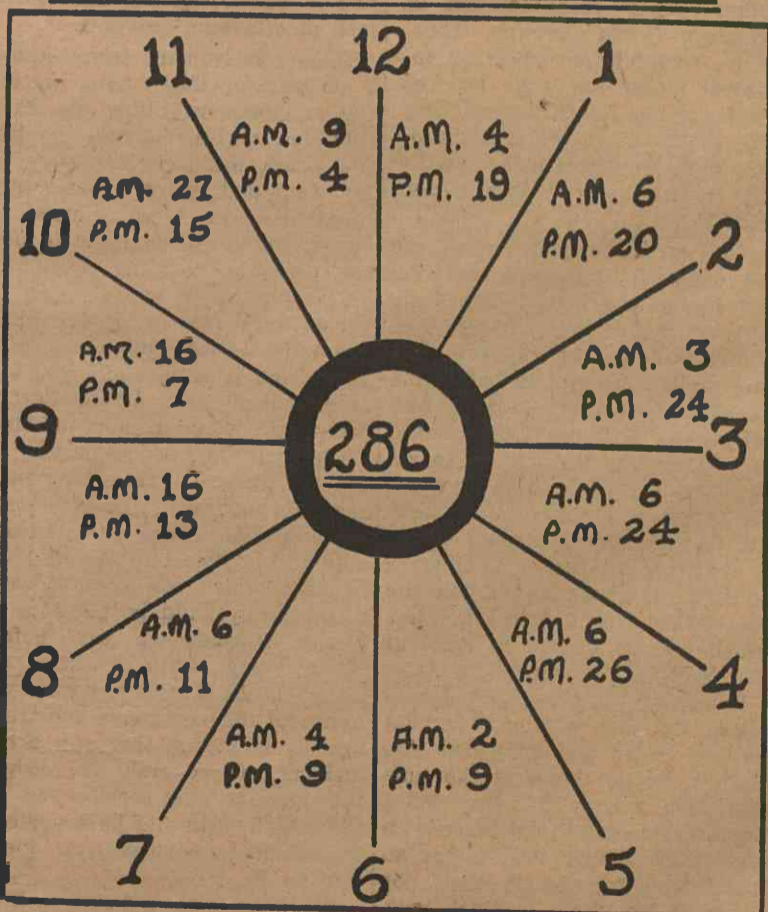 11
12
1
A.M. 9
P.M. 4
A.M. 4
P.M. 19
A.M. 27
P.M. 15
A.M. 6
P.M. 20
10
2
A.M. 16
P.M. 7
A.M. 3
P.M. 24
9
286
3
A.M. 16
P.M. 13
A.M. 6
P.M. 24
A.M. 6
P.M. 11
A.M. 6
P.M. 26
8
4
A.M. 4
P.M. 9
A.M. 2
P.M. 9
7
6
5